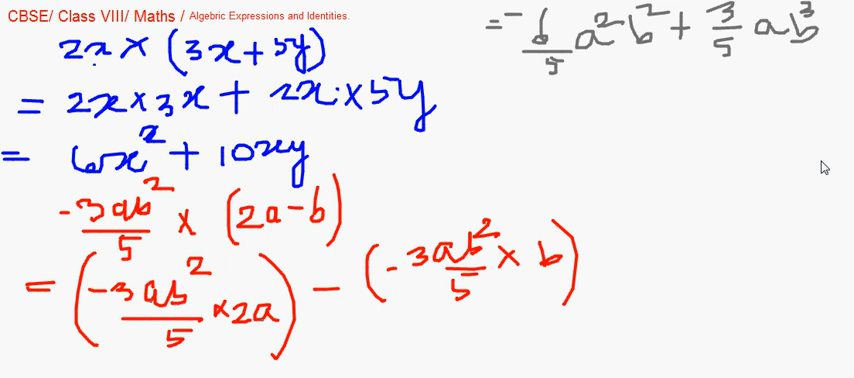 CBSE/ Class VIII/ Maths / Algebraic Expressions and Identities.
2x × (3x+5y)
= 2x×3x + 2x×5y
= 6x² + 10xy
-3ab²/5 × (2a-b)
= (-3ab²/5 ×2a) - (-3ab²/5 × b)
= -6/5 a²b² + 3/5 ab³